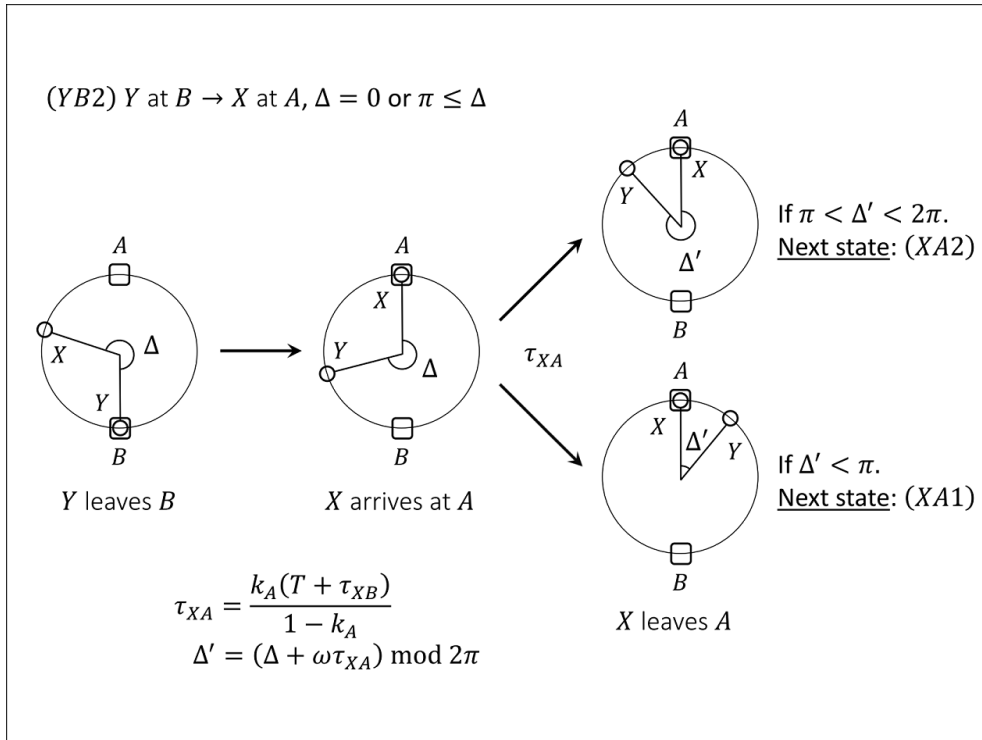 (YB2) Y at B → X at A, Δ = 0 or π ≤ Δ
A
X
Δ
Y
B
Y leaves B
A
X
Y
Δ
B
X arrives at A
τ_XA
A
X
Y
Δ′
B
If π < Δ′ < 2π.
Next state: (XA2)
A
X
Δ′
Y
B
If Δ′ < π.
Next state: (XA1)
X leaves A
τ_XA = k_A(T + τ_XB) / (1 − k_A)
Δ′ = (Δ + ωτ_XA) mod 2π